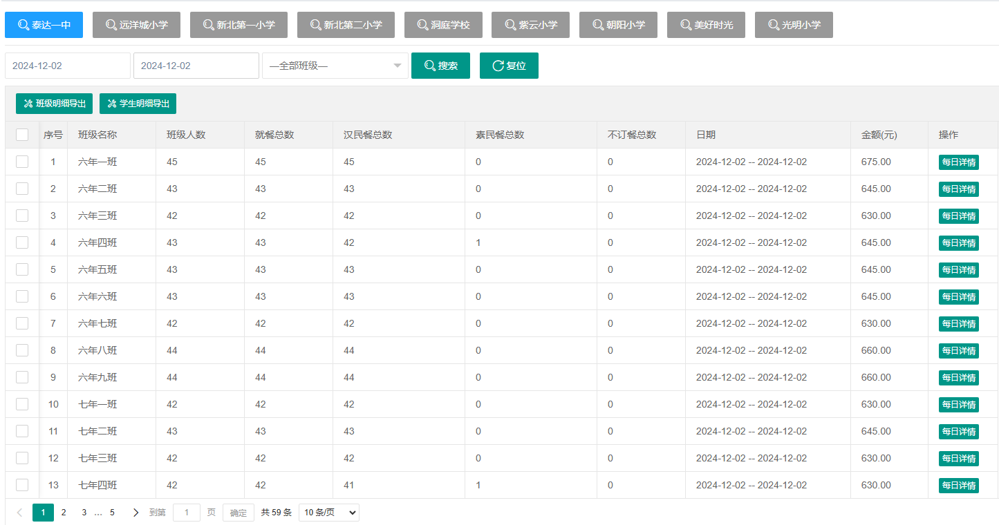 泰达一中 远洋城小学 新北第一小学 新北第二小学 洞庭学校 紫云小学 朝阳小学 美好时光 光明小学
2024-12-02 2024-12-02 —全部班级— 搜索 复位
班级明细导出 学生明细导出
序号 班级名称 班级人数 就餐总数 汉民餐总数 素民餐总数 不订餐总数 日期 金额(元) 操作
1 六年一班 45 45 45 0 0 2024-12-02 -- 2024-12-02 675.00 每日详情
2 六年二班 43 43 43 0 0 2024-12-02 -- 2024-12-02 645.00 每日详情
3 六年三班 42 42 42 0 0 2024-12-02 -- 2024-12-02 630.00 每日详情
4 六年四班 43 43 42 1 0 2024-12-02 -- 2024-12-02 645.00 每日详情
5 六年五班 43 43 43 0 0 2024-12-02 -- 2024-12-02 645.00 每日详情
6 六年六班 43 43 43 0 0 2024-12-02 -- 2024-12-02 645.00 每日详情
7 六年七班 42 42 42 0 0 2024-12-02 -- 2024-12-02 630.00 每日详情
8 六年八班 44 44 44 0 0 2024-12-02 -- 2024-12-02 660.00 每日详情
9 六年九班 44 44 44 0 0 2024-12-02 -- 2024-12-02 660.00 每日详情
10 七年一班 42 42 42 0 0 2024-12-02 -- 2024-12-02 630.00 每日详情
11 七年二班 43 43 43 0 0 2024-12-02 -- 2024-12-02 645.00 每日详情
12 七年三班 42 42 42 0 0 2024-12-02 -- 2024-12-02 630.00 每日详情
13 七年四班 42 42 41 1 0 2024-12-02 -- 2024-12-02 630.00 每日详情
1 2 3 … 5 到第 1 页 确定 共 59 条 10 条/页